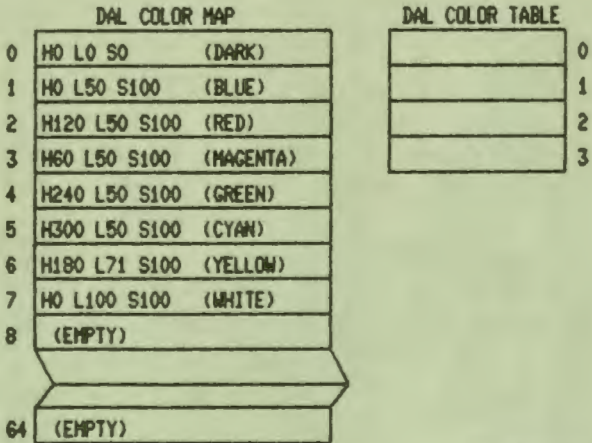 DAL COLOR MAP
0 H0 L0 S0 (DARK)
1 H0 L50 S100 (BLUE)
2 H120 L50 S100 (RED)
3 H60 L50 S100 (MAGENTA)
4 H240 L50 S100 (GREEN)
5 H300 L50 S100 (CYAN)
6 H180 L71 S100 (YELLOW)
7 H0 L100 S100 (WHITE)
8 (EMPTY)
64 (EMPTY)
DAL COLOR TABLE
0
1
2
3